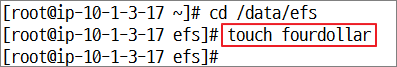 [root@ip-10-1-3-17 ~]# cd /data/efs
[root@ip-10-1-3-17 efs]# touch fourdollar
[root@ip-10-1-3-17 efs]#